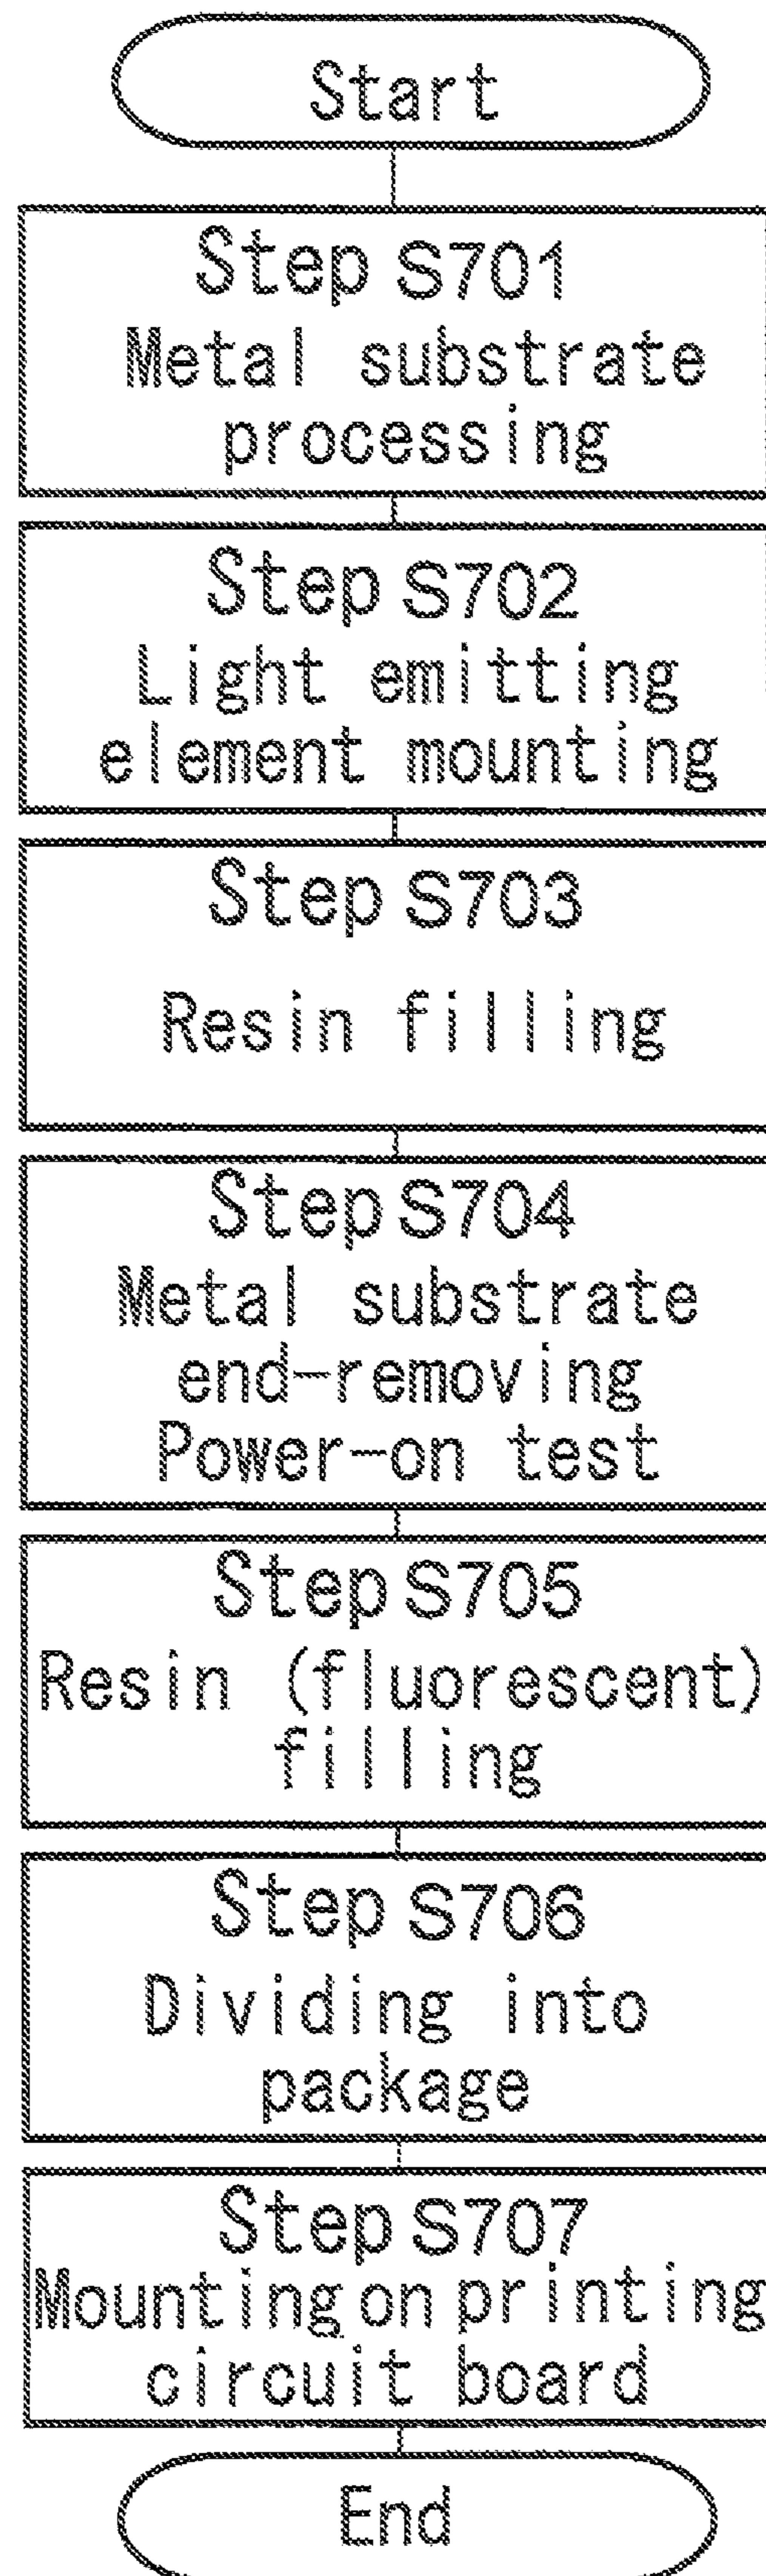 Start
Step S701
Metal substrate
processing
Step S702
Light emitting
element mounting
Step S703
Resin filling
Step S704
Metal substrate
end-removing
Power-on test
Step S705
Resin (fluorescent)
filling
Step S706
Dividing into
package
Step S707
Mounting on printing
circuit board
End